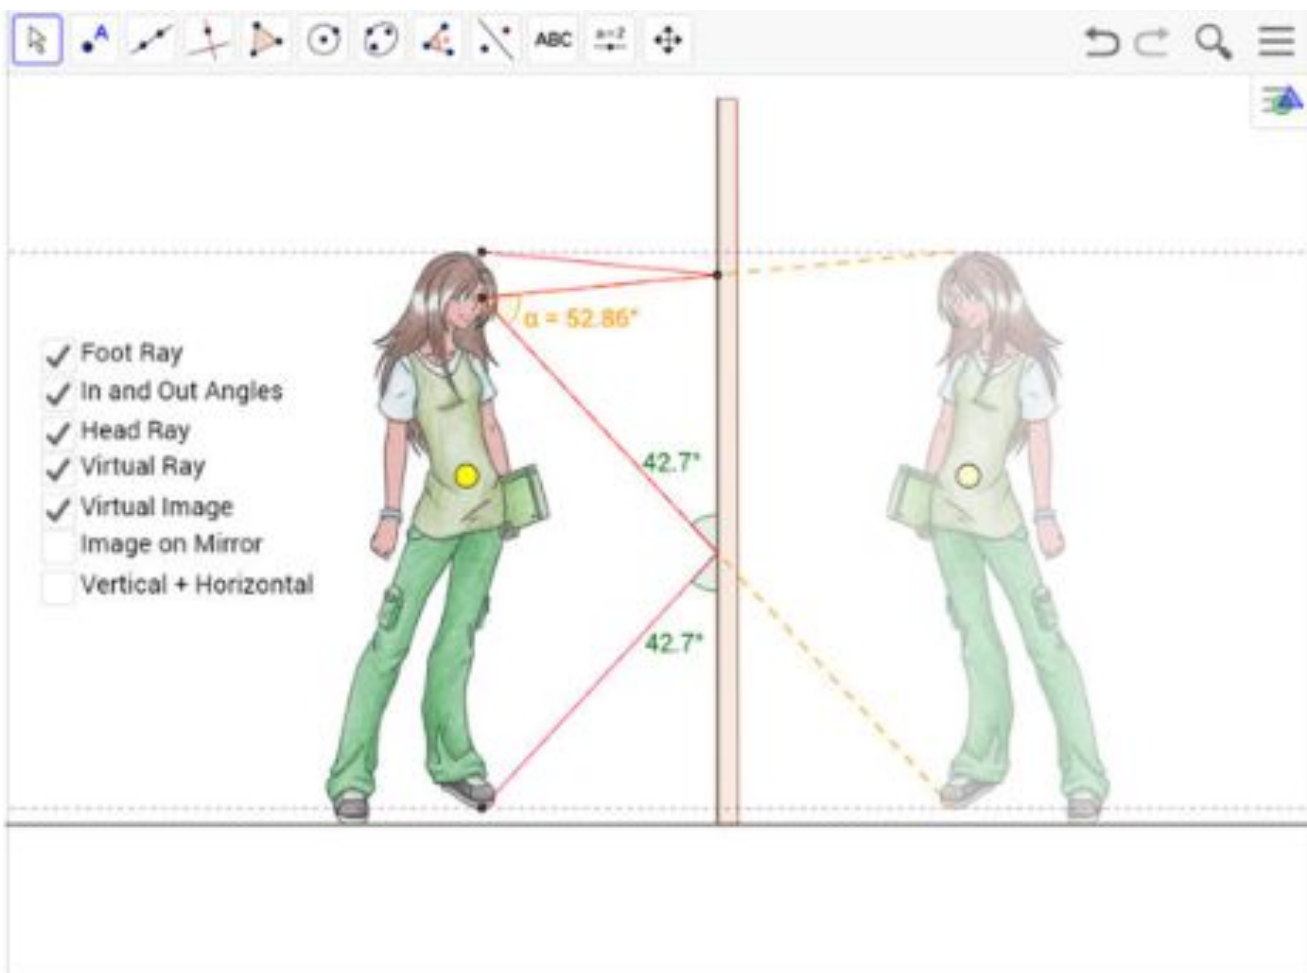 A
ABC
a=2
α = 52.86°
Foot Ray
In and Out Angles
Head Ray
Virtual Ray
42.7°
Virtual Image
Image on Mirror
Vertical + Horizontal
42.7°